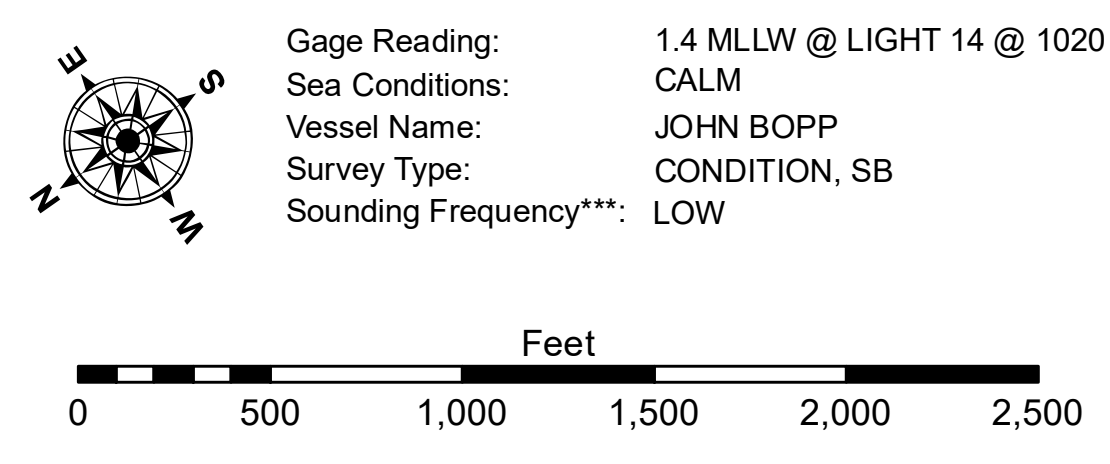 E
S
N
W
Gage Reading: 1.4 MLLW @ LIGHT 14 @ 1020
Sea Conditions: CALM
Vessel Name: JOHN BOPP
Survey Type: CONDITION, SB
Sounding Frequency***: LOW
Feet
0 500 1,000 1,500 2,000 2,500